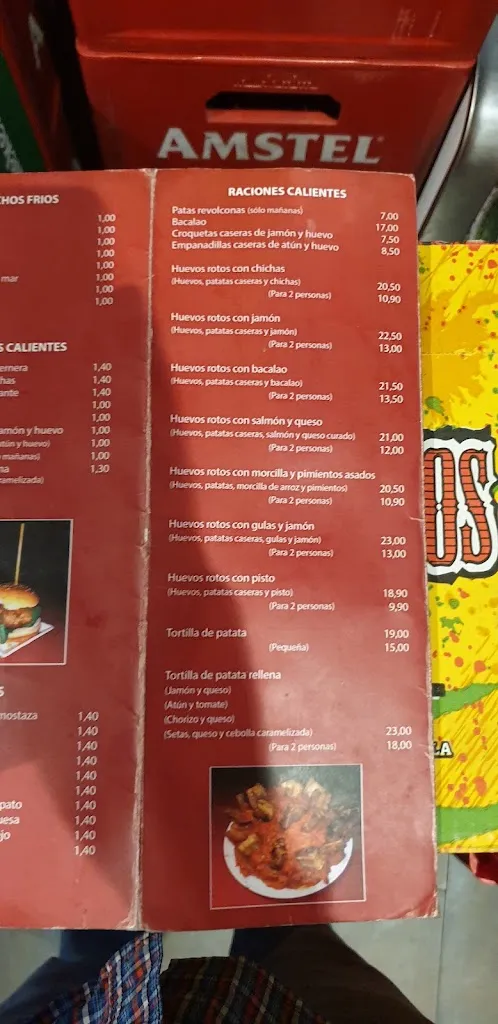 AMSTEL
CHOS FRIOS
1,00
1,00
1,00
1,00
1,00
mar 1,00
1,00
1,00
S CALIENTES
ernera 1,40
has 1,40
ante 1,40
1,00
1,00
amón y huevo 1,00
atún y huevo) 1,00
mañanas) 1,00
na 1,30
aramelizada)
S
mostaza 1,40
1,40
1,40
1,40
1,40
1,40
pato 1,40
uesa 1,40
jo 1,40
1,40
RACIONES CALIENTES
Patas revolconas (sólo mañanas) 7,00
Bacalao 17,00
Croquetas caseras de jamón y huevo 7,50
Empanadillas caseras de atún y huevo 8,50
Huevos rotos con chichas
(Huevos, patatas caseras y chichas) 20,50
(Para 2 personas) 10,90
Huevos rotos con jamón
(Huevos, patatas caseras y jamón) 22,50
(Para 2 personas) 13,00
Huevos rotos con bacalao
(Huevos, patatas caseras y bacalao) 21,50
(Para 2 personas) 13,50
Huevos rotos con salmón y queso
(Huevos, patatas caseras, salmón y queso curado) 21,00
(Para 2 personas) 12,00
Huevos rotos con morcilla y pimientos asados
(Huevos, patatas, morcilla de arroz y pimientos) 20,50
(Para 2 personas) 10,90
Huevos rotos con gulas y jamón
(Huevos, patatas caseras, gulas y jamón) 23,00
(Para 2 personas) 13,00
Huevos rotos con pisto
(Huevos, patatas caseras y pisto) 18,90
(Para 2 personas) 9,90
Tortilla de patata 19,00
(Pequeña) 15,00
Tortilla de patata rellena
(Jamón y queso)
(Atún y tomate)
(Chorizo y queso)
(Setas, queso y cebolla caramelizada) 23,00
(Para 2 personas) 18,00
OS
LA